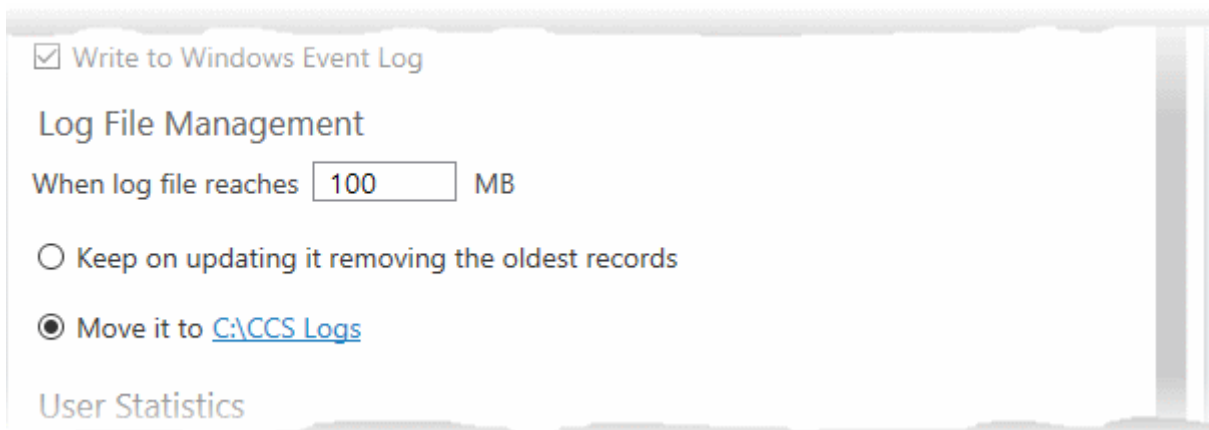 Write to Windows Event Log
Log File Management
When log file reaches 100 MB
Keep on updating it removing the oldest records
Move it to C:\CCS Logs
User Statistics